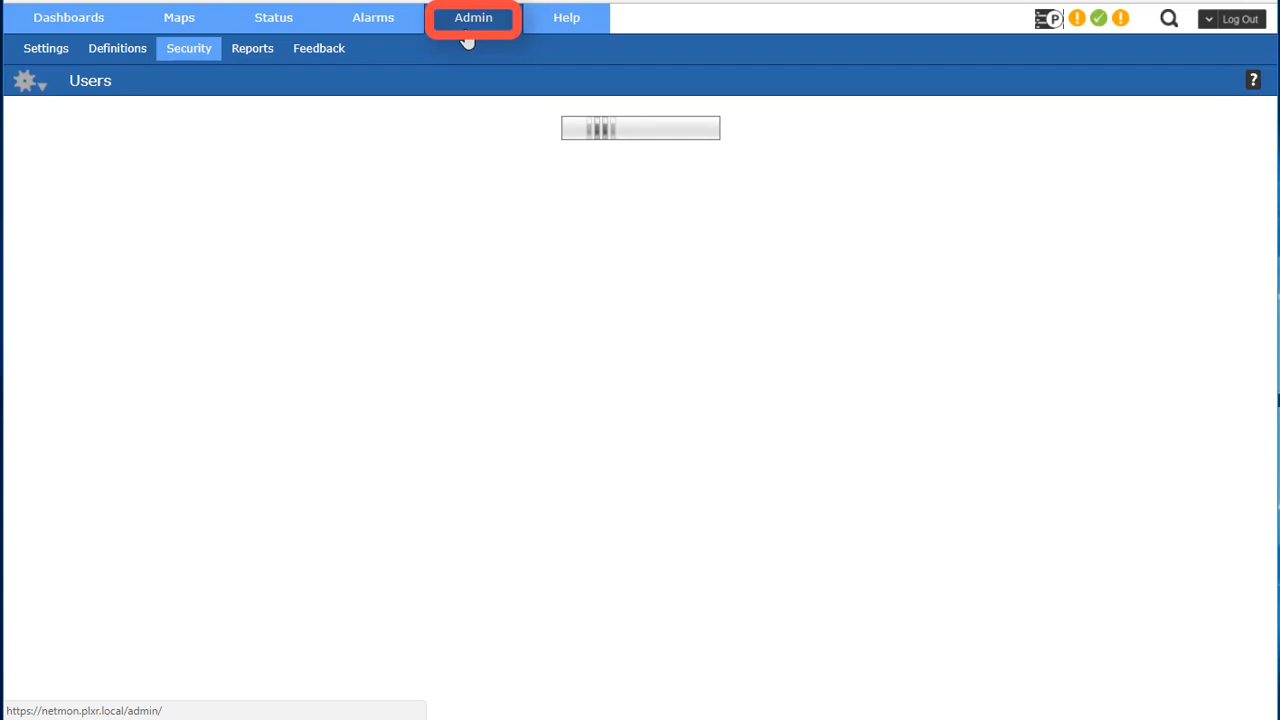 Dashboards Maps Status Alarms Admin Help P ! ! Log Out
Settings Definitions Security Reports Feedback
Users ?
https://netmon.plxr.local/admin/